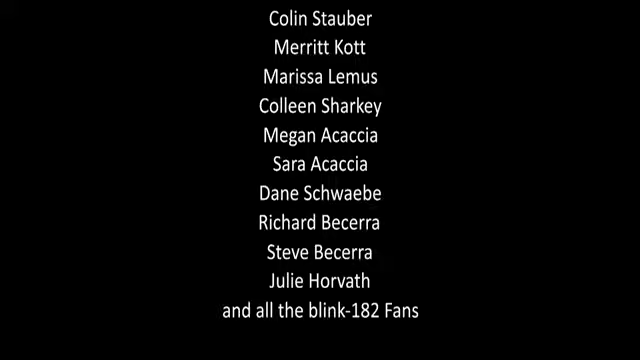 Colin Stauber
Merritt Kott
Marissa Lemus
Colleen Sharkey
Megan Acaccia
Sara Acaccia
Dane Schwaebe
Richard Becerra
Steve Becerra
Julie Horvath
and all the blink-182 Fans